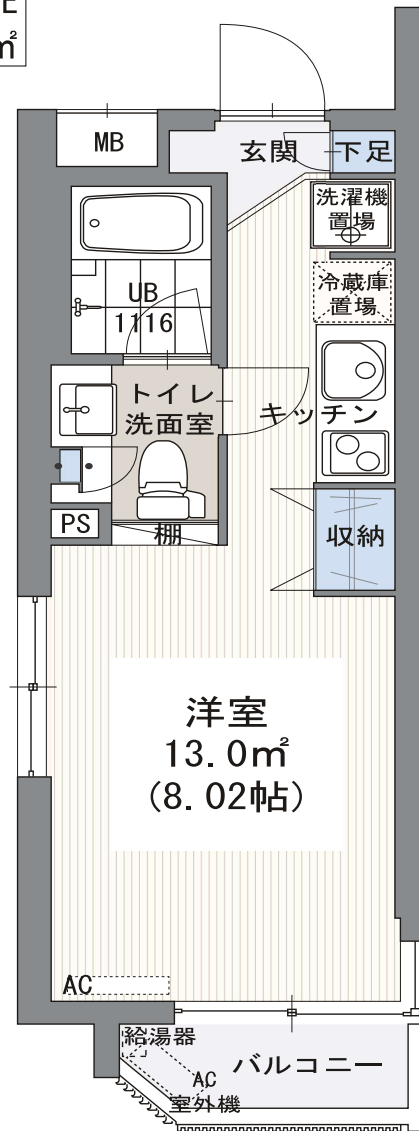 E
㎡
MB
玄関
下足
洗濯機
置場
冷蔵庫
置場
UB
1116
トイレ
洗面室
キッチン
PS
棚
収納
洋室
13.0㎡
(8.02帖)
AC
給湯器
バルコニー
AC
室外機